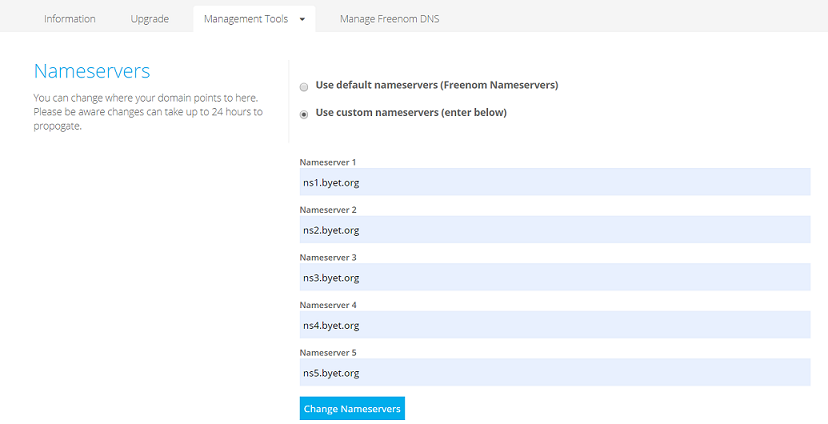 Information Upgrade Management Tools Manage Freenom DNS
Nameservers
You can change where your domain points to here.
Please be aware changes can take up to 24 hours to
propogate.
Use default nameservers (Freenom Nameservers)
Use custom nameservers (enter below)
Nameserver 1
ns1.byet.org
Nameserver 2
ns2.byet.org
Nameserver 3
ns3.byet.org
Nameserver 4
ns4.byet.org
Nameserver 5
ns5.byet.org
Change Nameservers